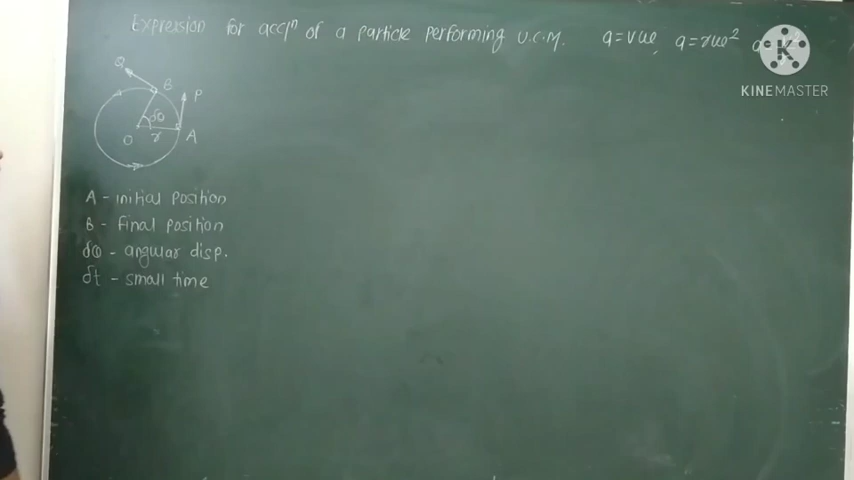 Expression for accⁿ of a particle performing U.C.M. a=vω, a=rω²
KINEMASTER
Q
B
P
δθ
O
r
A
A - initial position
B - final position
δθ - angular disp.
δt - small time